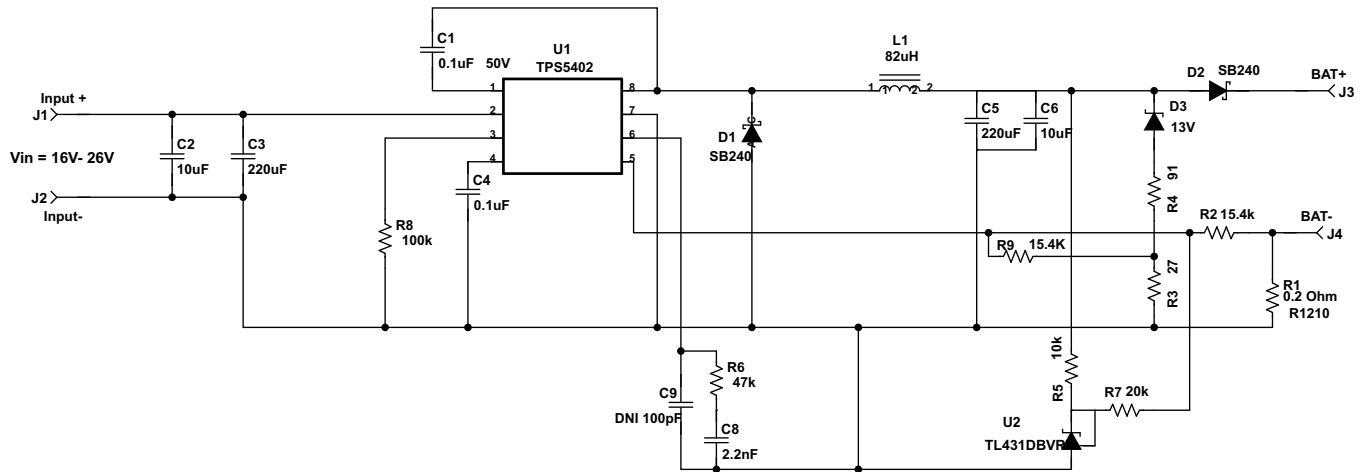 C1
0.1uF
50V
U1
TPS5402
1
2
3
4
8
7
6
5
L1
82uH
1
1
2
2
D2
SB240
BAT+
J3
Input +
J1
Vin = 16V- 26V
J2
Input-
C2
10uF
C3
220uF
C4
0.1uF
R8
100k
D1
SB240
A
C
C5
220uF
C6
10uF
D3
13V
R4
91
R2 15.4k
BAT-
J4
R9
15.4K
R3
27
R1
0.2 Ohm
R1210
R6
47k
C9
DNI 100pF
C8
2.2nF
R5
10k
R7 20k
U2
TL431DBVR